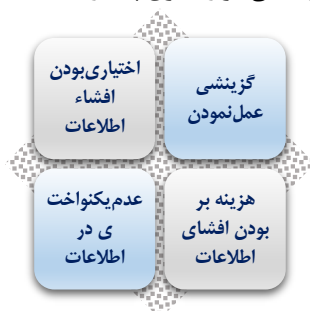 گزینشی
عمل‌نمودن
اختیاری‌بودن
افشاء
اطلاعات
هزینه بر
بودن افشای
اطلاعات
عدم‌یکنواخت
ی در
اطلاعات